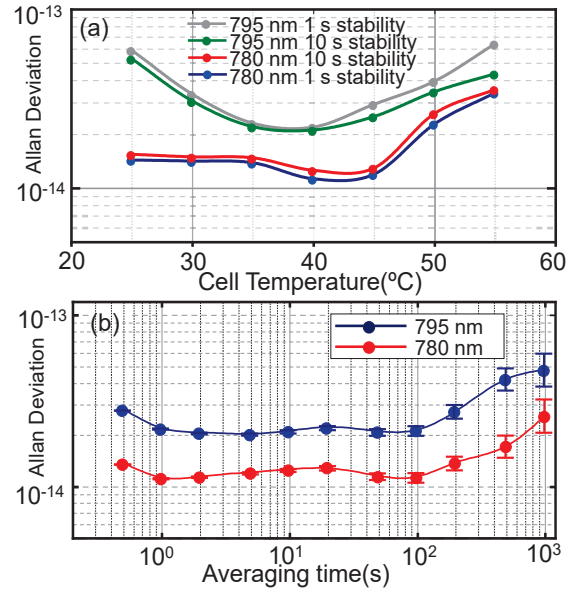 10-13
(a)
795 nm 1 s stability
795 nm 10 s stability
780 nm 10 s stability
780 nm 1 s stability
Allan Deviation
10-14
20
30
40
50
60
Cell Temperature(ºC)
10-13
(b)
795 nm
780 nm
Allan Deviation
10-14
10⁰
10¹
10²
10³
Averaging time(s)